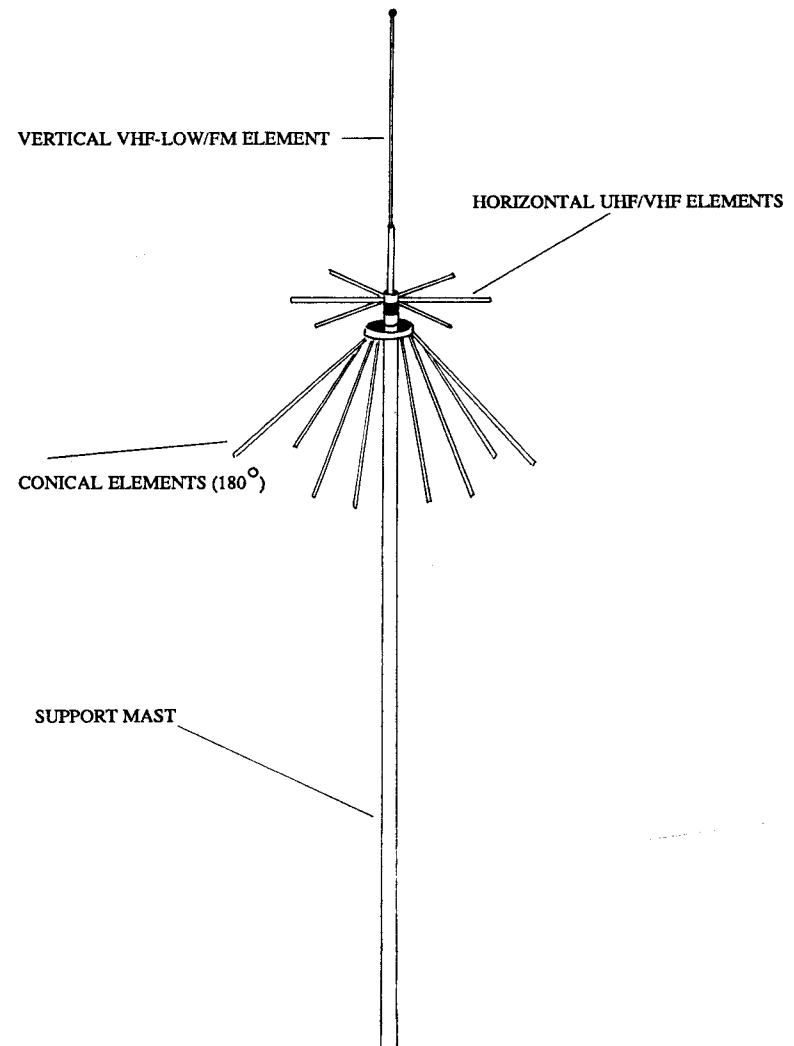 VERTICAL VHF-LOW/FM ELEMENT
HORIZONTAL UHF/VHF ELEMENTS
CONICAL ELEMENTS (180°)
SUPPORT MAST